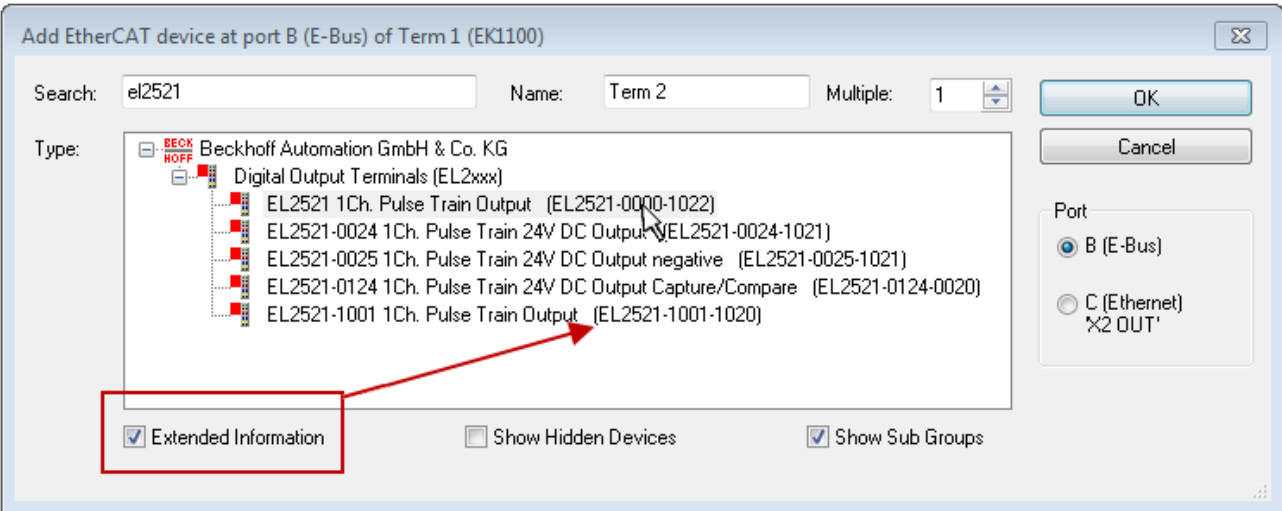 Add EtherCAT device at port B (E-Bus) of Term 1 (EK1100)
Search: el2521 Name: Term 2 Multiple: 1 OK
Type: BECKHOFF Beckhoff Automation GmbH & Co. KG Cancel
Digital Output Terminals (EL2xxx)
EL2521 1Ch. Pulse Train Output (EL2521-0000-1022)
EL2521-0024 1Ch. Pulse Train 24V DC Output (EL2521-0024-1021)
EL2521-0025 1Ch. Pulse Train 24V DC Output negative (EL2521-0025-1021)
EL2521-0124 1Ch. Pulse Train 24V DC Output Capture/Compare (EL2521-0124-0020)
EL2521-1001 1Ch. Pulse Train Output (EL2521-1001-1020)
Port
B (E-Bus)
C (Ethernet)
'X2 OUT'
Extended Information Show Hidden Devices Show Sub Groups